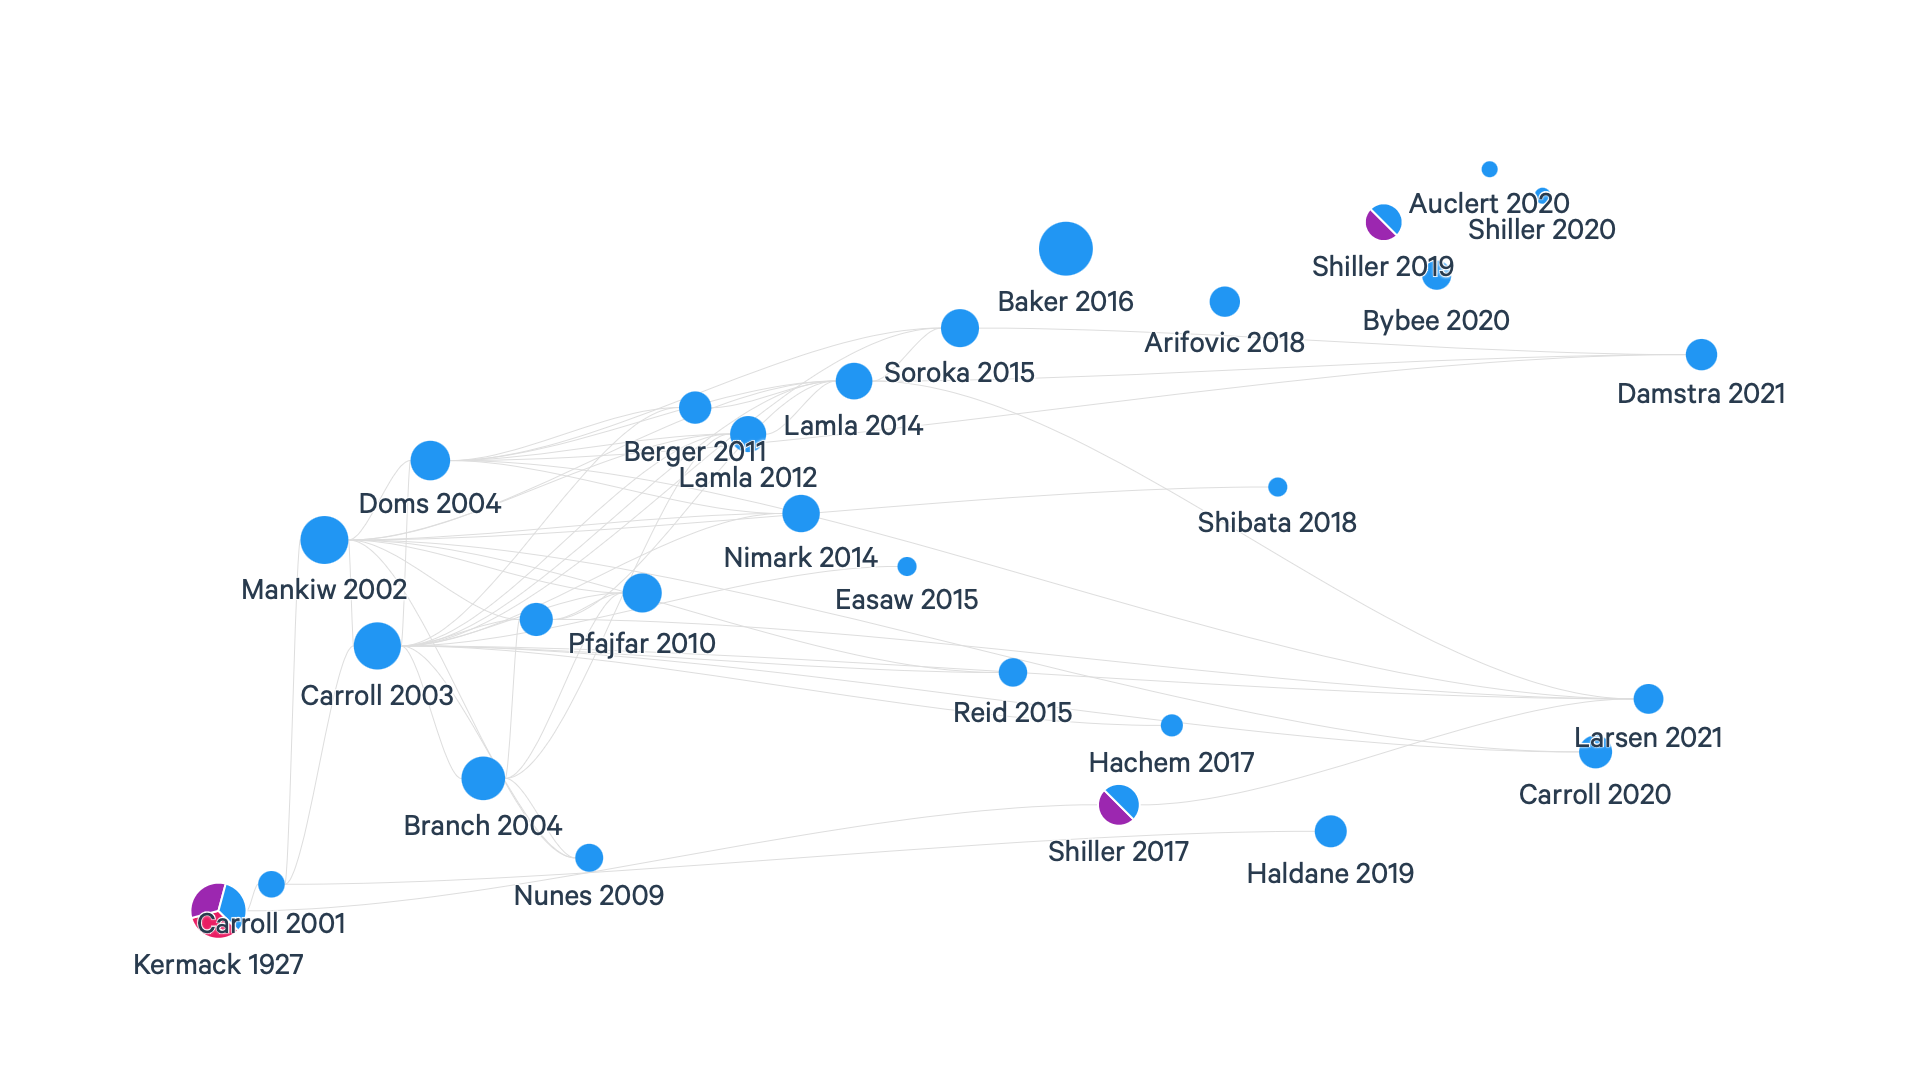 Auclert 2020
Shiller 2020
Shiller 2019
Baker 2016
Bybee 2020
Arifovic 2018
Soroka 2015
Damstra 2021
Lamla 2014
Berger 2011
Lamla 2012
Doms 2004
Shibata 2018
Nimark 2014
Mankiw 2002
Easaw 2015
Pfajfar 2010
Carroll 2003
Reid 2015
Larsen 2021
Hachem 2017
Carroll 2020
Branch 2004
Shiller 2017
Haldane 2019
Nunes 2009
Carroll 2001
Kermack 1927